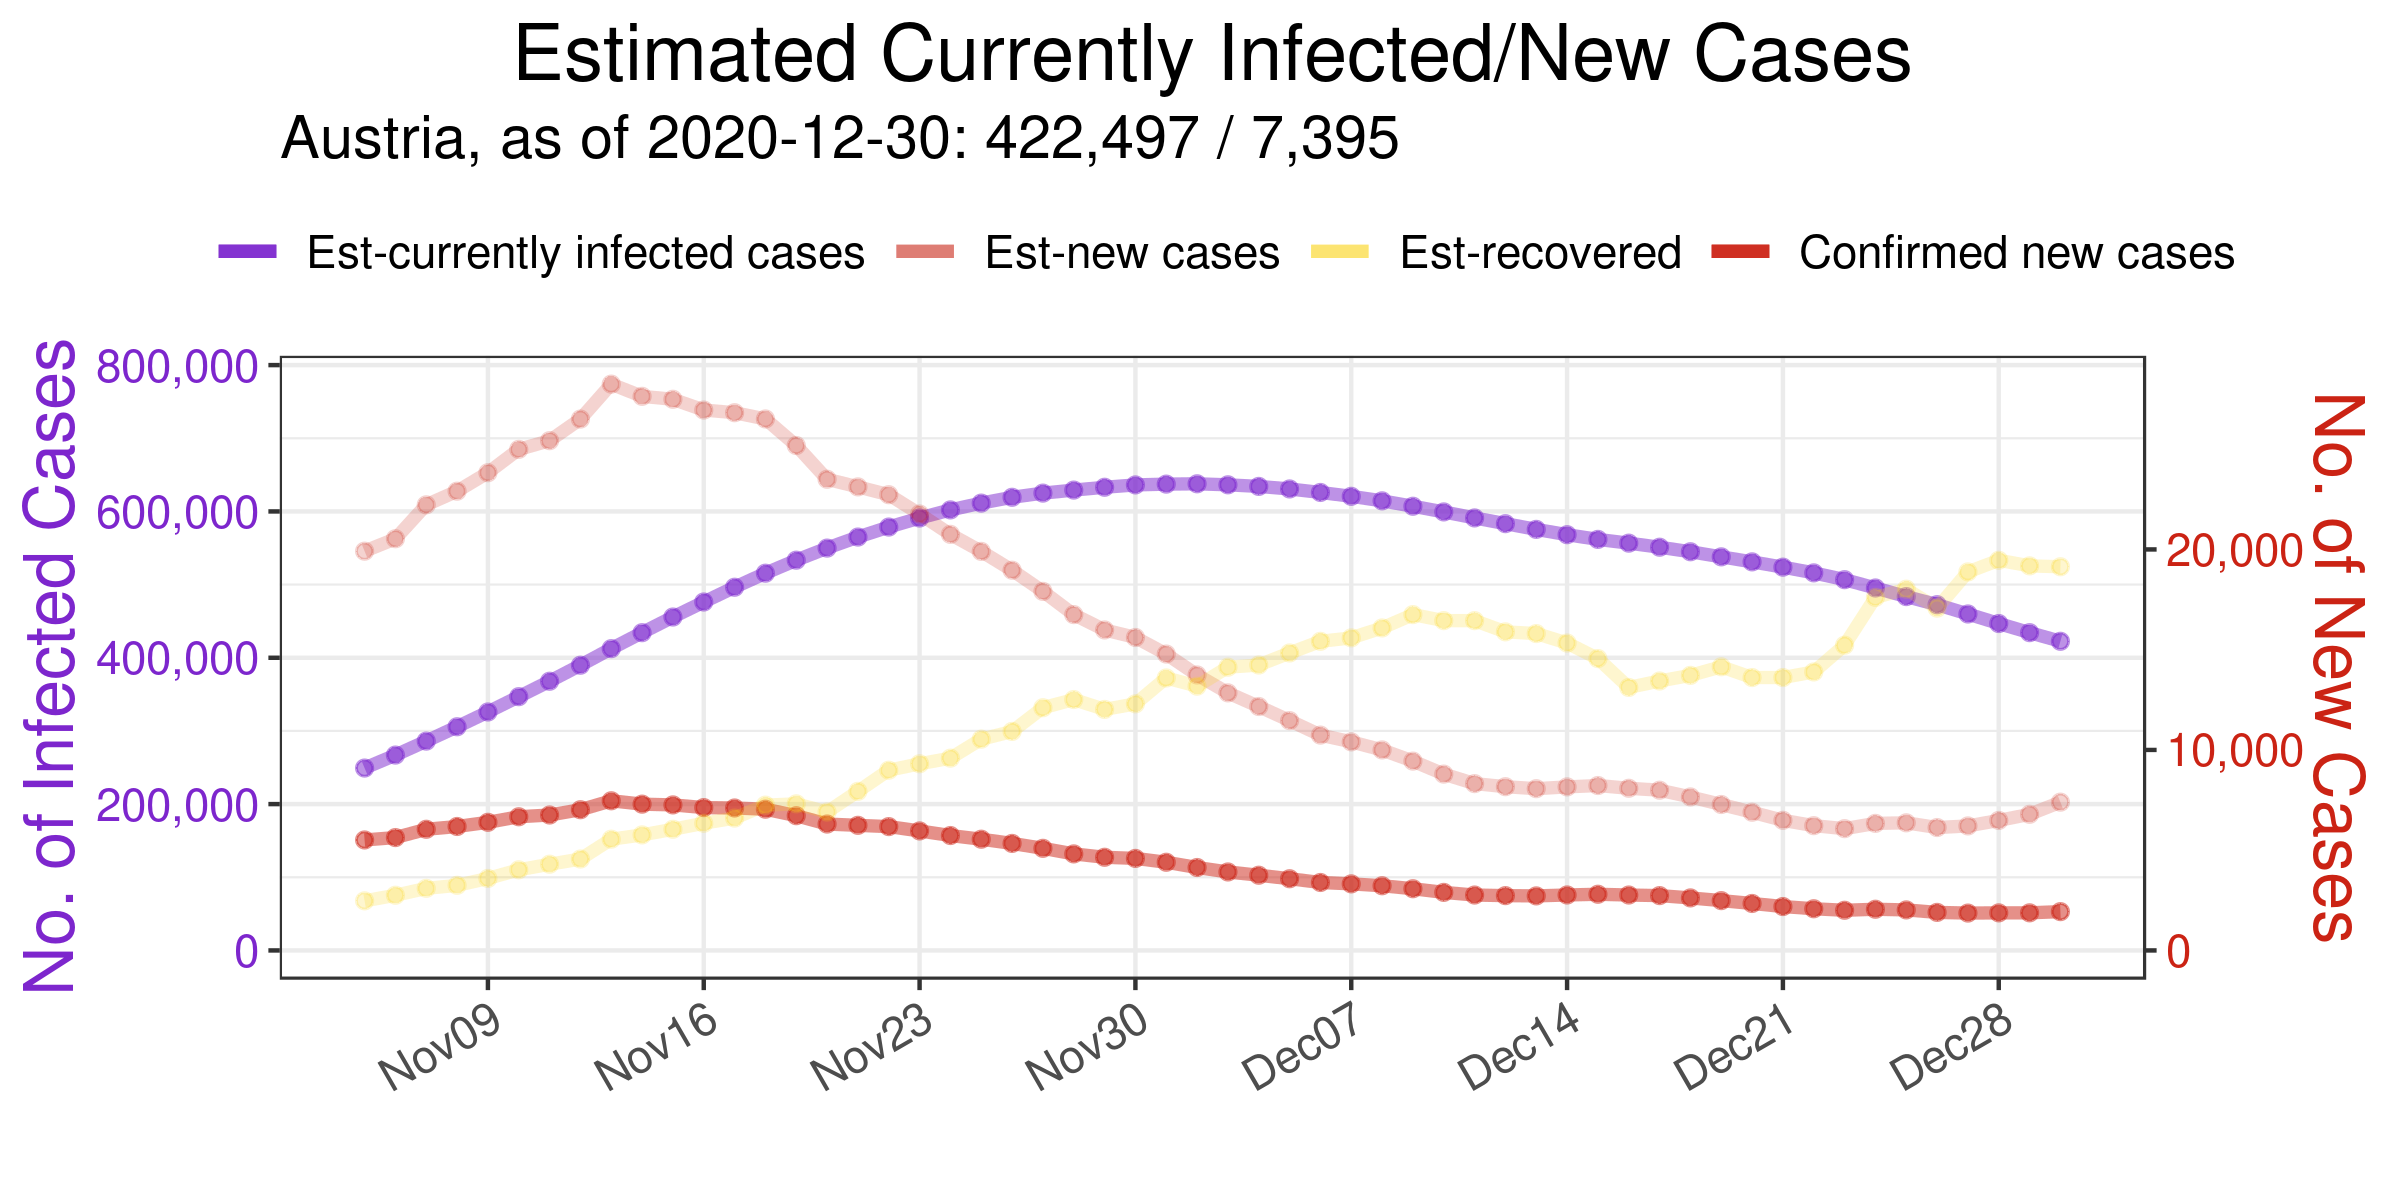 Estimated Currently Infected/New Cases
Austria, as of 2020-12-30: 422,497 / 7,395
Est-currently infected cases Est-new cases Est-recovered Confirmed new cases
No. of Infected Cases
800,000
600,000
400,000
200,000
0
20,000
10,000
0
No. of New Cases
Nov09 Nov16 Nov23 Nov30 Dec07 Dec14 Dec21 Dec28